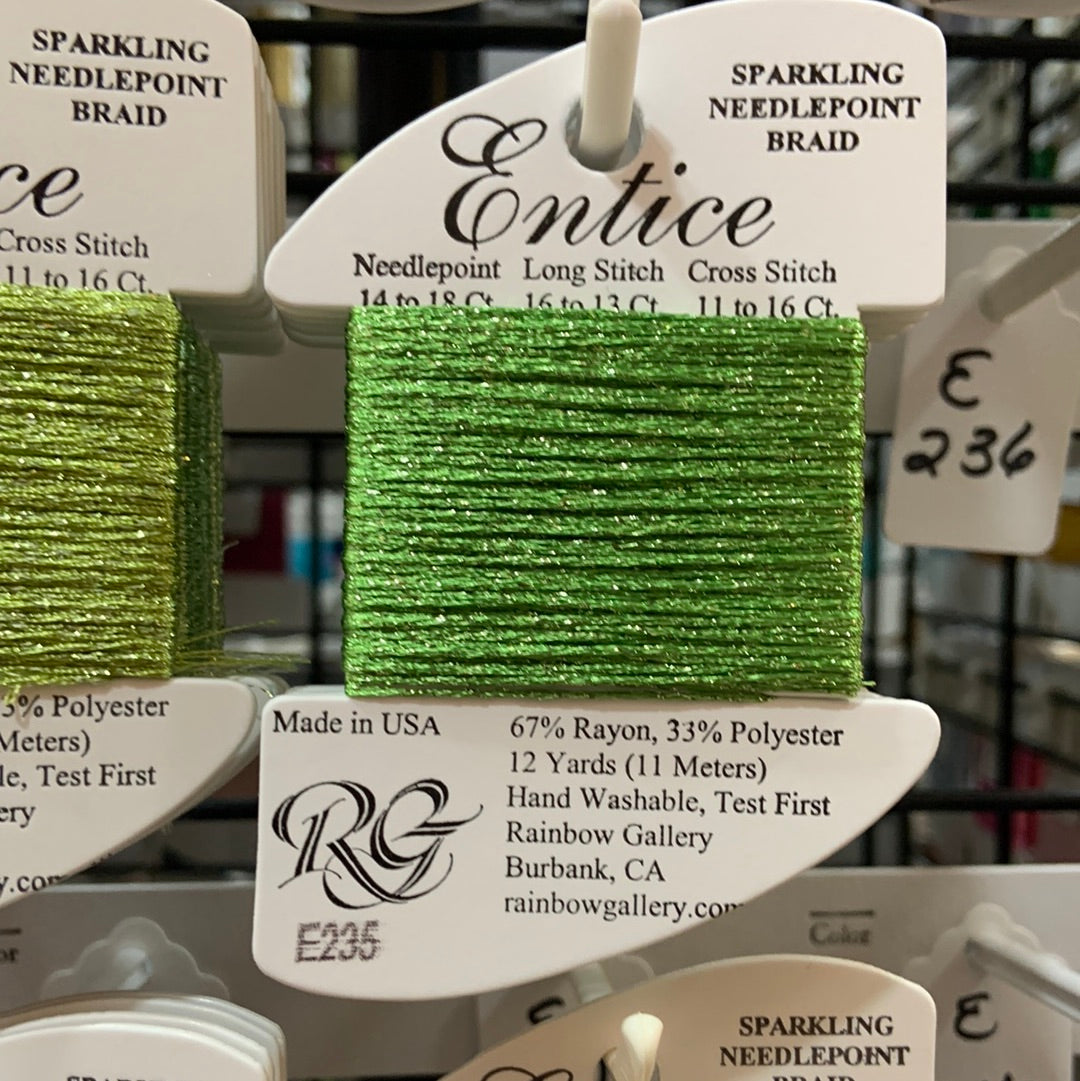 SPARKLING
NEEDLEPOINT
BRAID
ce
Cross Stitch
11 to 16 Ct.
3% Polyester
Meters)
le, Test First
ery
y.com
SPARKLING
NEEDLEPOINT
BRAID
Entice
Needlepoint Long Stitch Cross Stitch
14 to 18 Ct. 16 to 13 Ct. 11 to 16 Ct.
Made in USA
67% Rayon, 33% Polyester
12 Yards (11 Meters)
Hand Washable, Test First
Rainbow Gallery
Burbank, CA
rainbowgallery.com
RG
E235
E
236
Color
E
SPARKLING
NEEDLEPOINT
BRAID